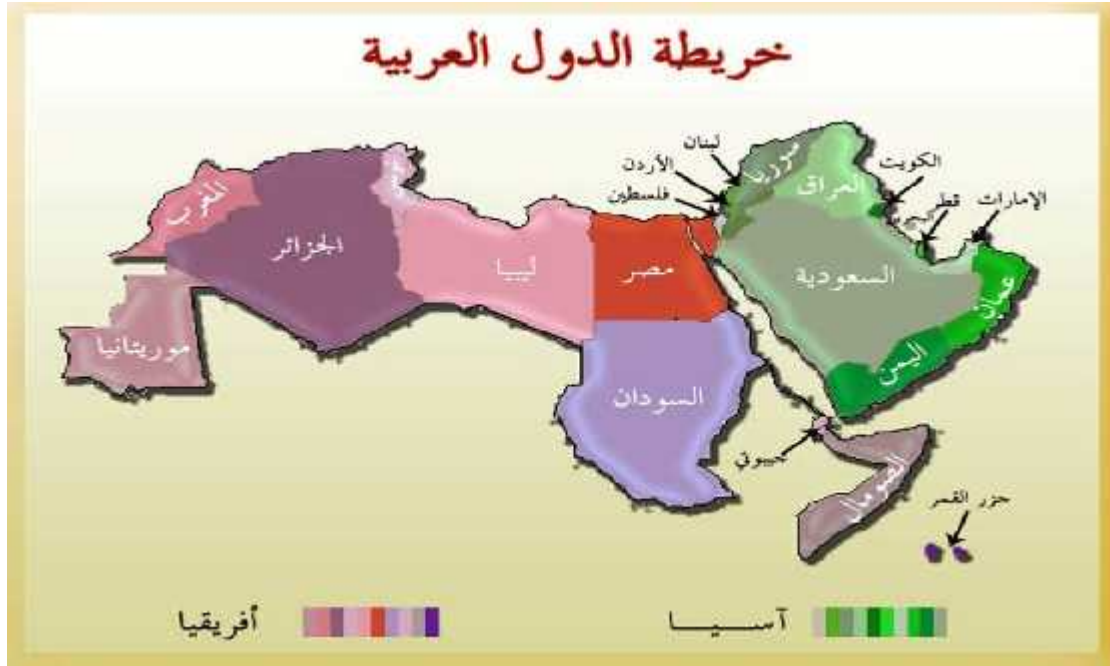 خريطة الدول العربية
لبنان
الأردن
فلسطين
سوريا
العراق
الكويت
قطر
الإمارات
المغرب
الجزائر
ليبيا
مصر
السعودية
عمان
اليمن
موريتانيا
السودان
جيبوتي
الصومال
جزر القمر
أفريقيا
آسيــــا